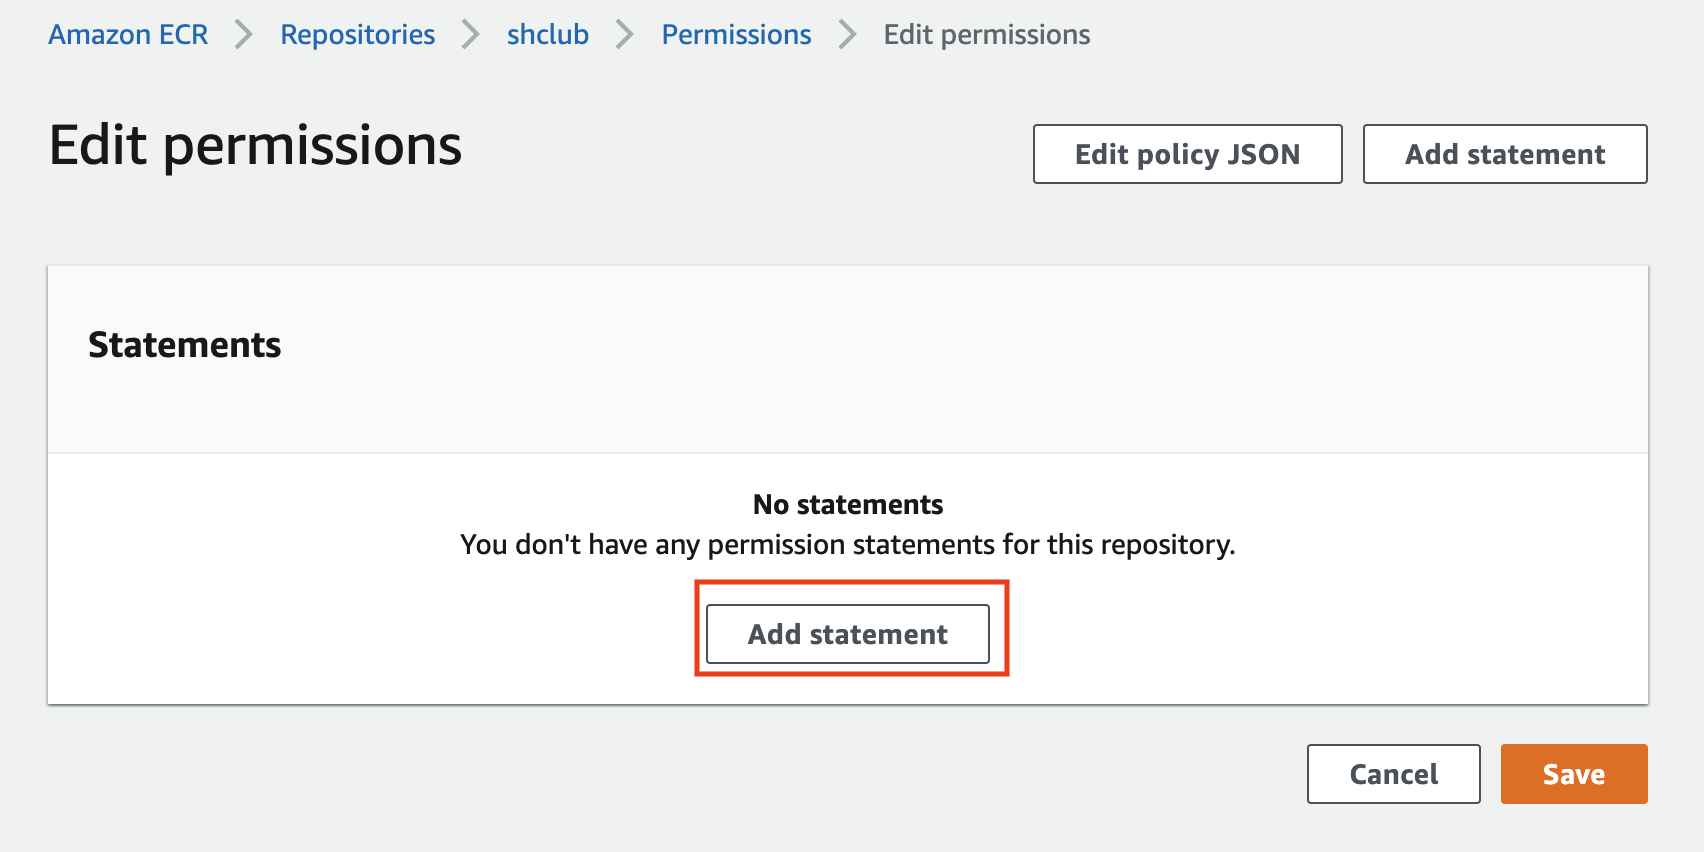 Amazon ECR > Repositories > shclub > Permissions > Edit permissions
Edit permissions
Edit policy JSON
Add statement
Statements
No statements
You don't have any permission statements for this repository.
Add statement
Cancel
Save